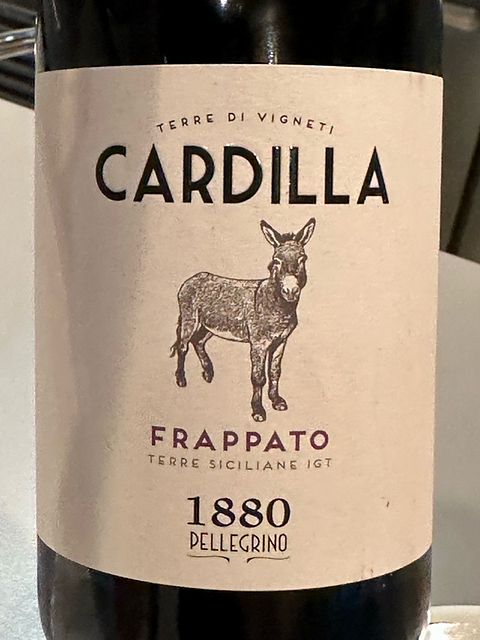 TERRE DI VIGNETI
CARDILLA
FRAPPATO
TERRE SICILIANE IGT
1880
PELLEGRINO